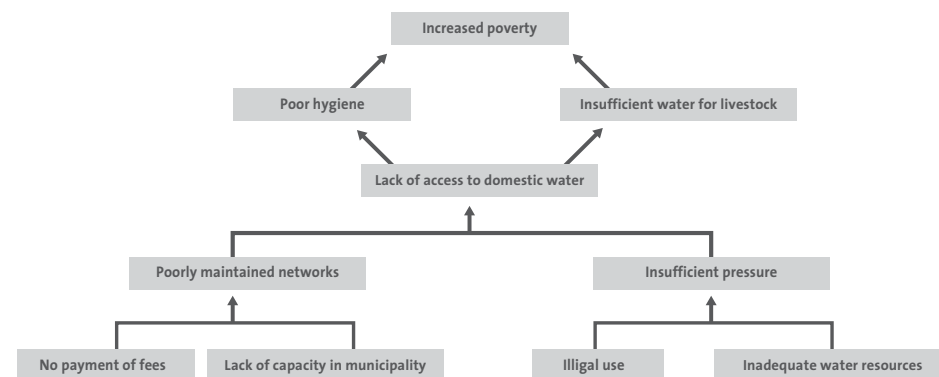 Increased poverty
Poor hygiene
Insufficient water for livestock
Lack of access to domestic water
Poorly maintained networks
Insufficient pressure
No payment of fees
Lack of capacity in municipality
Illigal use
Inadequate water resources